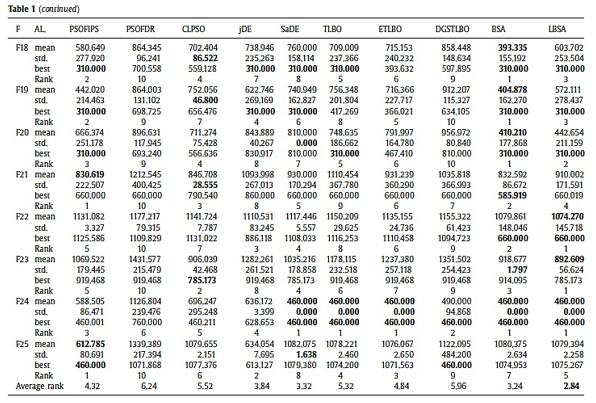 Table 1 (continued)
F AL, PSOFIPS PSOFDR CLPSO jDE SaDE TLBO ETLBO DGSTLBO BSA LBSA
F18 mean 580,649 864,345 702,404 738,946 760,000 709,009 715,153 858,448 393.335 603,702
std. 277,920 96,241 86.522 235,263 158,114 237,366 240,232 148,634 155,192 253,504
best 310.000 700,558 559,128 310.000 310.000 310.000 393,632 597,895 310.000 310.000
Rank 2 10 4 7 8 5 6 9 1 3
F19 mean 442,020 864,003 752,056 622,746 740,949 756,348 716,366 912,207 404.878 572,111
std. 214,463 131,102 46.800 269,169 162,827 201,804 227,717 115,327 162,270 278,437
best 310.000 698,725 656,476 310.000 310.000 417,269 366,021 634,105 310.000 310.000
Rank 2 9 7 4 6 8 5 10 1 3
F20 mean 666,374 896,631 711,274 843,889 810,000 748,635 791,997 956,972 410.210 442,654
std. 251,178 117,945 75,428 40,267 0.000 186,662 164,780 80,840 177,868 211,159
best 310.000 693,240 566,636 830,917 810,000 310.000 467,410 810,000 310.000 310.000
Rank 3 9 4 8 7 5 6 10 1 2
F21 mean 830.619 1212,545 846,708 1093,998 930,000 1110,454 931,229 1035,818 832,592 910,002
std. 222,507 400,425 28.555 267,013 170,294 367,780 360,290 366,993 86,672 171,591
best 660,000 660,000 790,540 860,000 660,000 660,000 660,000 660,000 585.919 660,019
Rank 1 10 3 8 5 9 6 7 2 4
F22 mean 1131,082 1177,217 1141,724 1110,531 1117,446 1150,209 1135,155 1155,322 1079,861 1074.270
std. 3.327 79,315 7,787 83,245 5,557 29,625 24,736 61,423 148,046 145,718
best 1125,586 1109,829 1131,022 886,118 1108,033 1116,253 1110,458 1094,723 660.000 660.000
Rank 5 10 7 3 4 8 6 9 2 1
F23 mean 1069,522 1431,577 906,039 1282,261 1035,216 1178,115 1237,380 1351,502 918,677 892,609
std. 179,445 215,479 42,468 261,521 178,858 232,518 257,118 254,423 1.797 56,624
best 919,468 919,468 785.173 919,468 785,173 919,468 919,468 919,468 914,095 785,173
Rank 5 10 2 8 4 6 7 9 3 1
F24 mean 588,505 1126,804 696,247 636,172 460.000 460.000 460.000 490,000 460.000 460.000
std. 86,471 239,476 295,248 3,399 0.000 0.000 0.000 94,868 0.000 0.000
best 460,001 760,000 460,211 628,653 460.000 460.000 460.000 460.000 460.000 460.000
Rank 3 6 5 4 1 1 1 2 1 1
F25 mean 612.785 1339,389 1079,655 634,054 1082,075 1078,221 1076,067 1122,095 1080,375 1079,394
std. 80,691 217,394 2,151 7,695 1.638 2,460 2,650 484,200 2,634 2,258
best 460.000 1071,868 1077,376 613,127 1079,380 1074,200 1071,563 460.000 1074,953 1075,267
Rank 1 10 6 2 8 4 3 9 7 5
Average rank 4.32 6.24 5.52 3.84 3.32 5.32 4.84 5.96 3.24 2.84